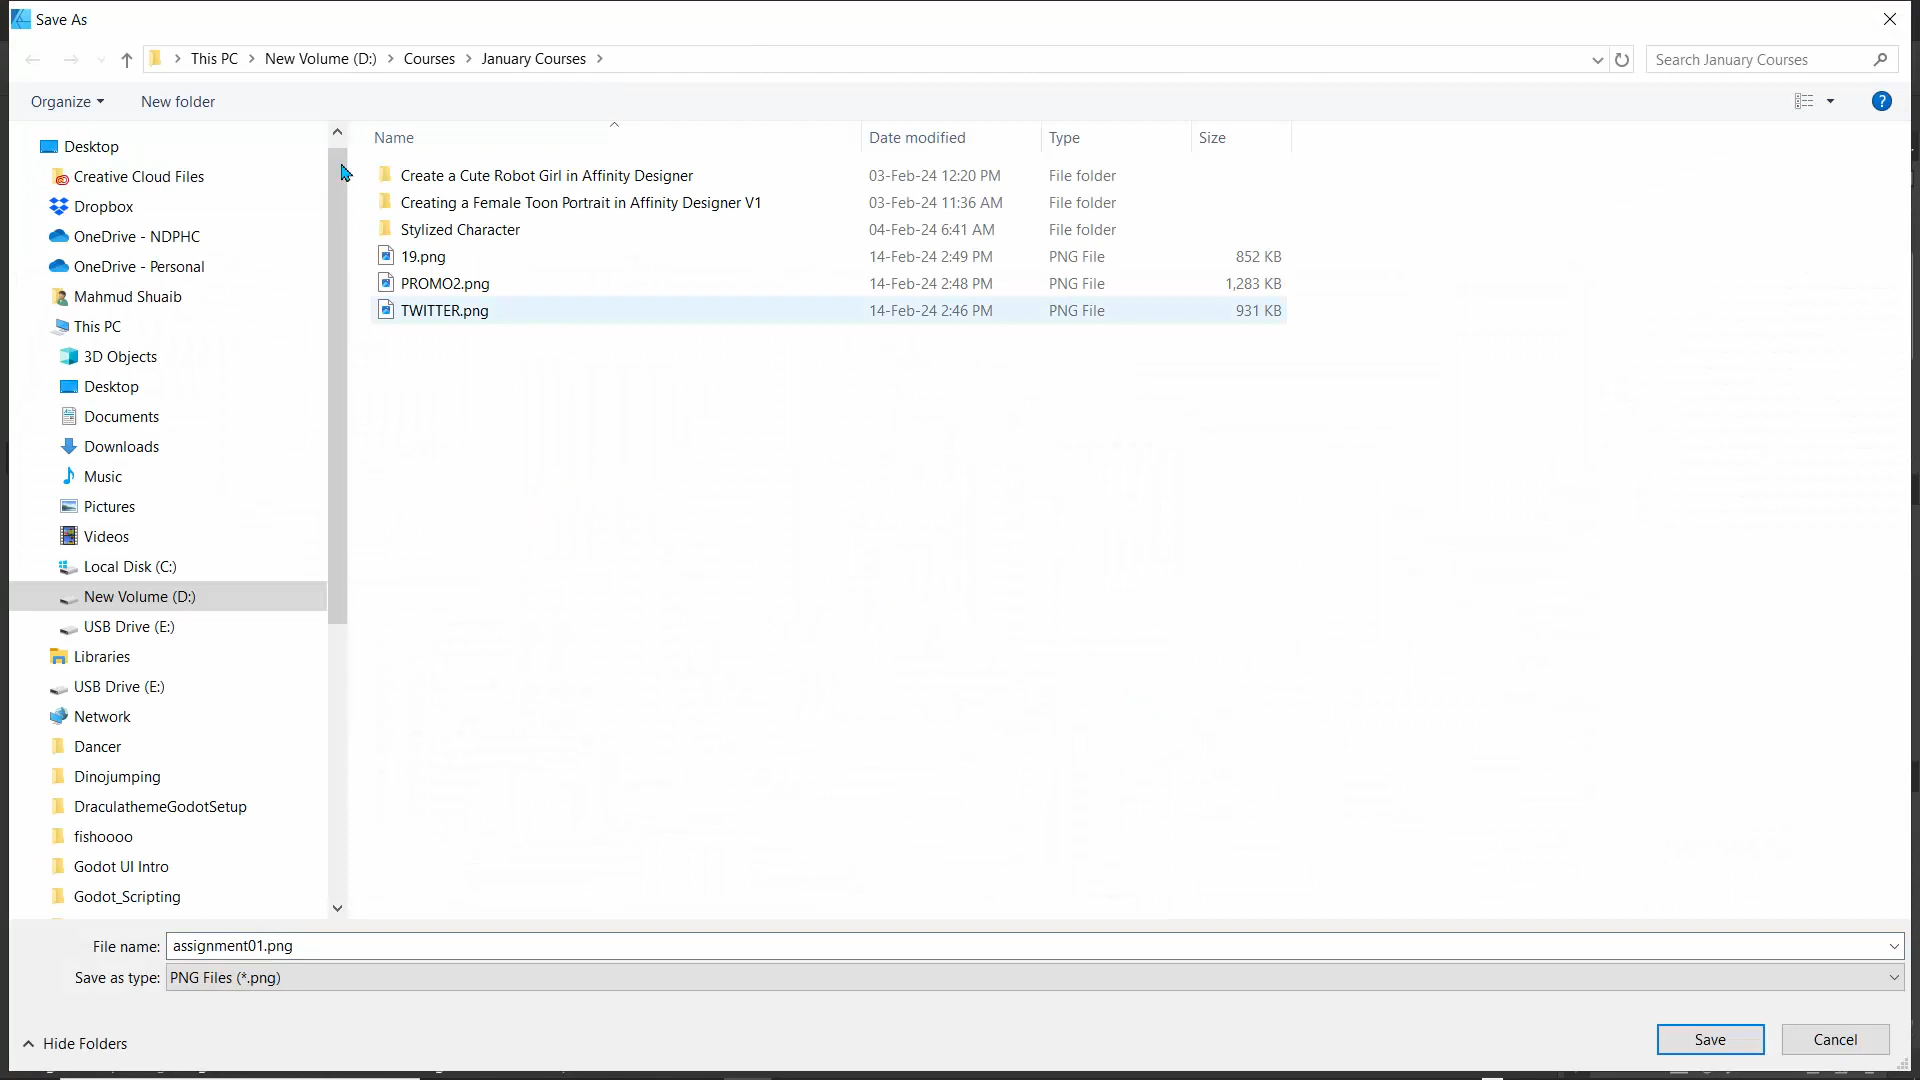 Save As
This PC New Volume (D:) Courses January Courses
Search January Courses
Organize New folder
?
Name Date modified Type Size
Create a Cute Robot Girl in Affinity Designer 03-Feb-24 12:20 PM File folder
Creating a Female Toon Portrait in Affinity Designer V1 03-Feb-24 11:36 AM File folder
Stylized Character 04-Feb-24 6:41 AM File folder
19.png 14-Feb-24 2:49 PM PNG File 852 KB
PROMO2.png 14-Feb-24 2:48 PM PNG File 1,283 KB
TWITTER.png 14-Feb-24 2:46 PM PNG File 931 KB
Desktop
Creative Cloud Files
Dropbox
OneDrive - NDPHC
OneDrive - Personal
Mahmud Shuaib
This PC
3D Objects
Desktop
Documents
Downloads
Music
Pictures
Videos
Local Disk (C:)
New Volume (D:)
USB Drive (E:)
Libraries
USB Drive (E:)
Network
Dancer
Dinojumping
DraculathemeGodotSetup
fishoooo
Godot UI Intro
Godot_Scripting
File name: assignment01.png
Save as type: PNG Files (*.png)
Hide Folders
Save Cancel